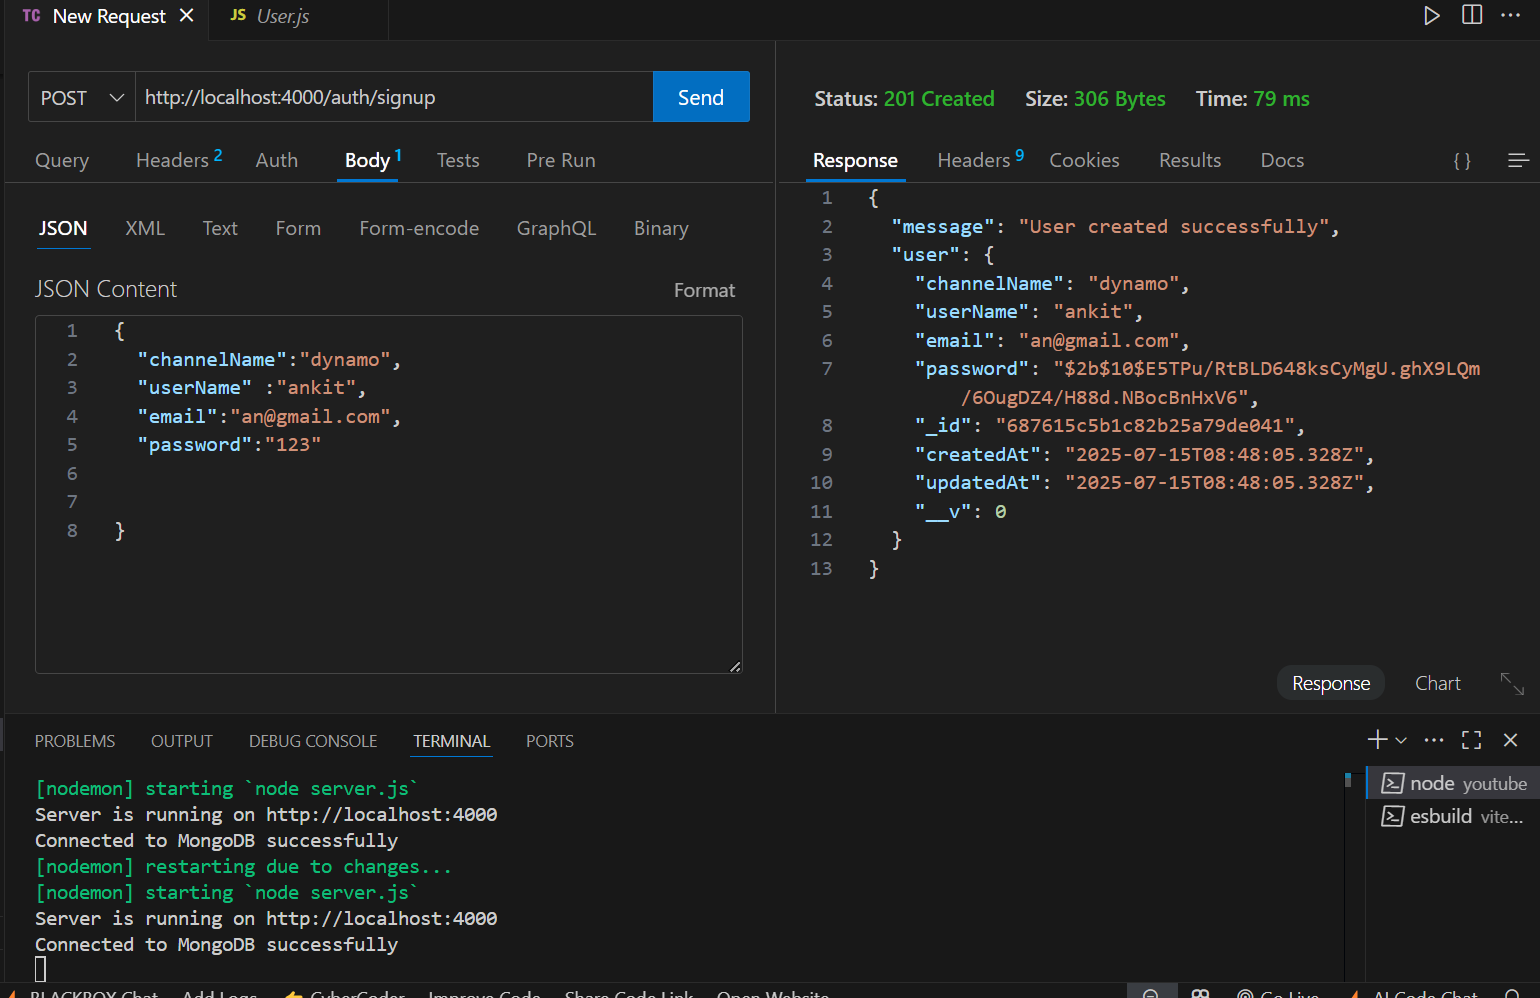 TC New Request JS User.js
POST http://localhost:4000/auth/signup Send
Query Headers 2 Auth Body 1 Tests Pre Run
JSON XML Text Form Form-encode GraphQL Binary
JSON Content Format
1 {
2 "channelName":"dynamo",
3 "userName" :"ankit",
4 "email":"an@gmail.com",
5 "password":"123"
6
7
8 }
Status: 201 Created Size: 306 Bytes Time: 79 ms
Response Headers 9 Cookies Results Docs { }
1 {
2 "message": "User created successfully",
3 "user": {
4 "channelName": "dynamo",
5 "userName": "ankit",
6 "email": "an@gmail.com",
7 "password": "$2b$10$E5TPu/RtBLD648ksCyMgU.ghX9LQm
/6OugDZ4/H88d.NBocBnHxV6",
8 "_id": "687615c5b1c82b25a79de041",
9 "createdAt": "2025-07-15T08:48:05.328Z",
10 "updatedAt": "2025-07-15T08:48:05.328Z",
11 "__v": 0
12 }
13 }
Response Chart
PROBLEMS OUTPUT DEBUG CONSOLE TERMINAL PORTS
[nodemon] starting `node server.js`
Server is running on http://localhost:4000
Connected to MongoDB successfully
[nodemon] restarting due to changes...
[nodemon] starting `node server.js`
Server is running on http://localhost:4000
Connected to MongoDB successfully
node youtube
esbuild vite...
BLACKBOX Chat Add Logs CyberCoder Improve Code Share Code Link Open Website Go Live AI Code Chat